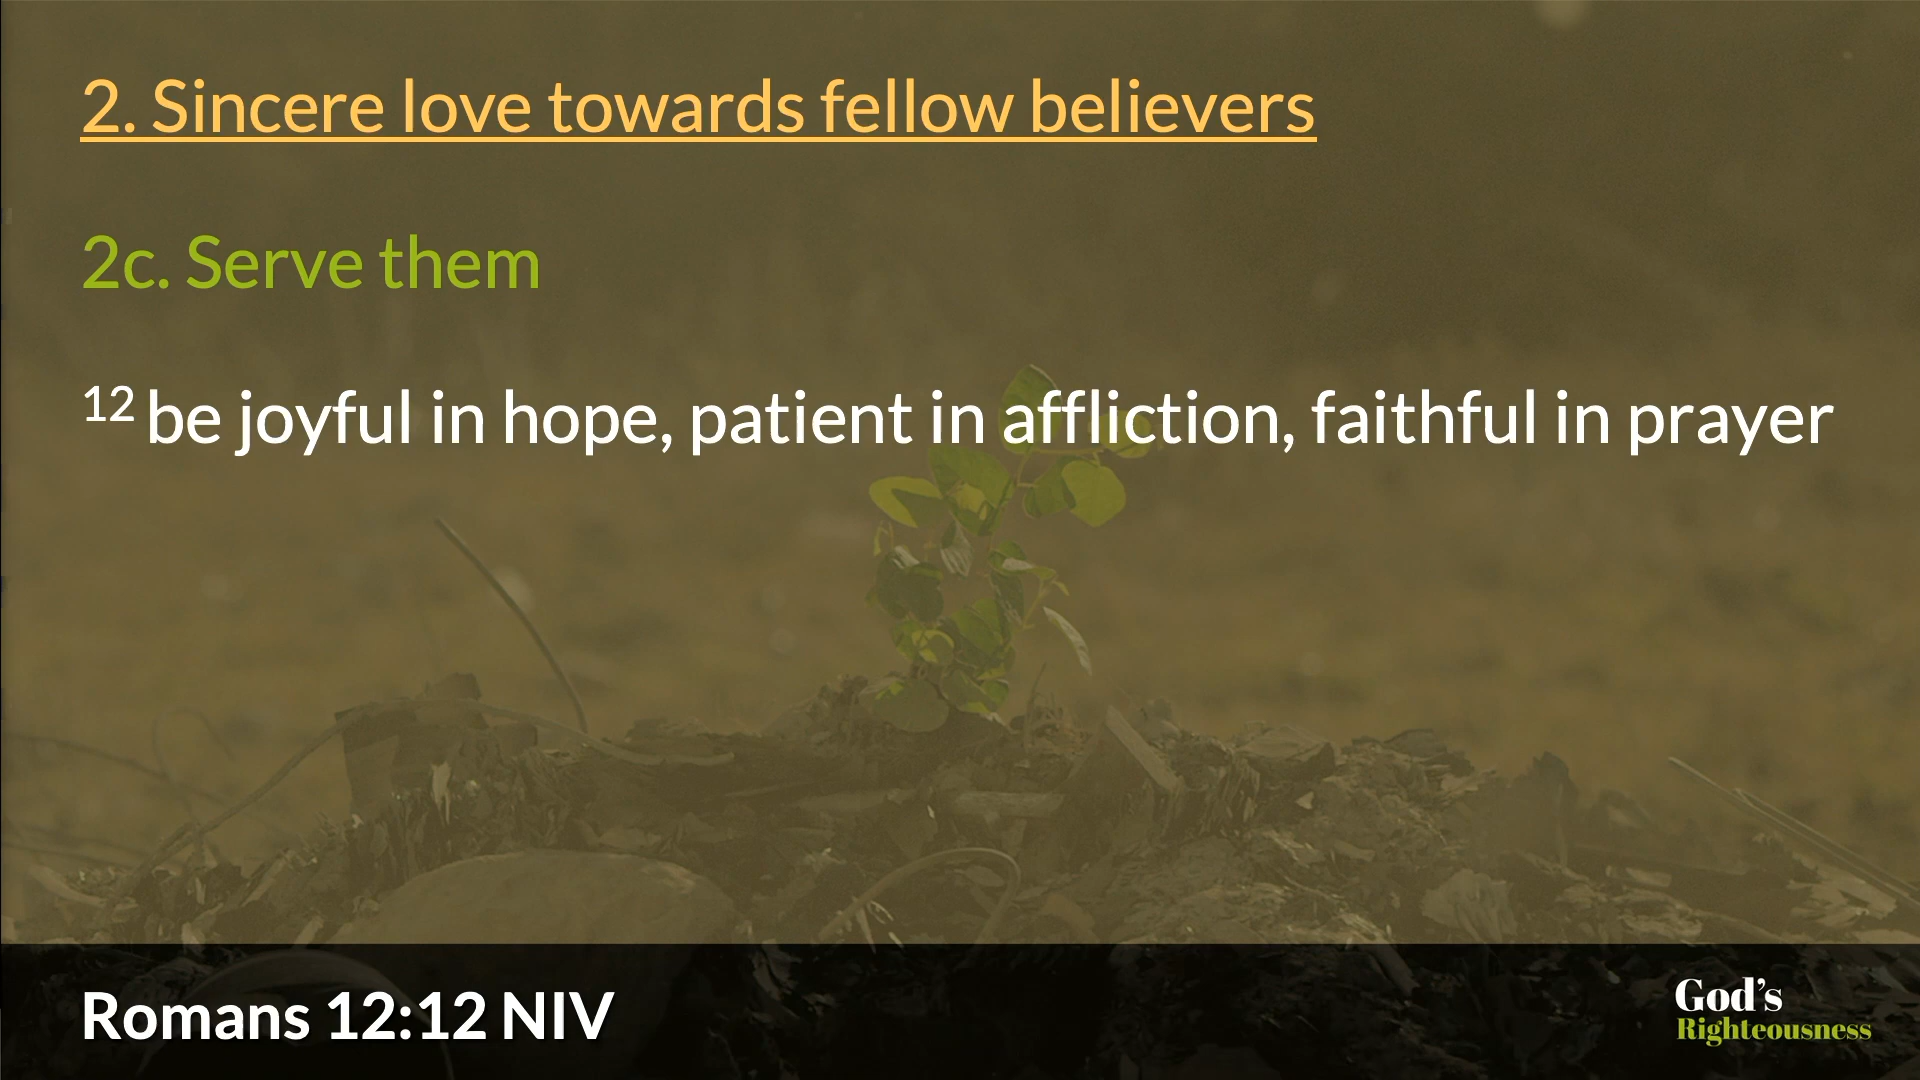 2. Sincere love towards fellow believers
2c. Serve them
12 be joyful in hope, patient in affliction, faithful in prayer
Romans 12:12 NIV
God’s
Righteousness